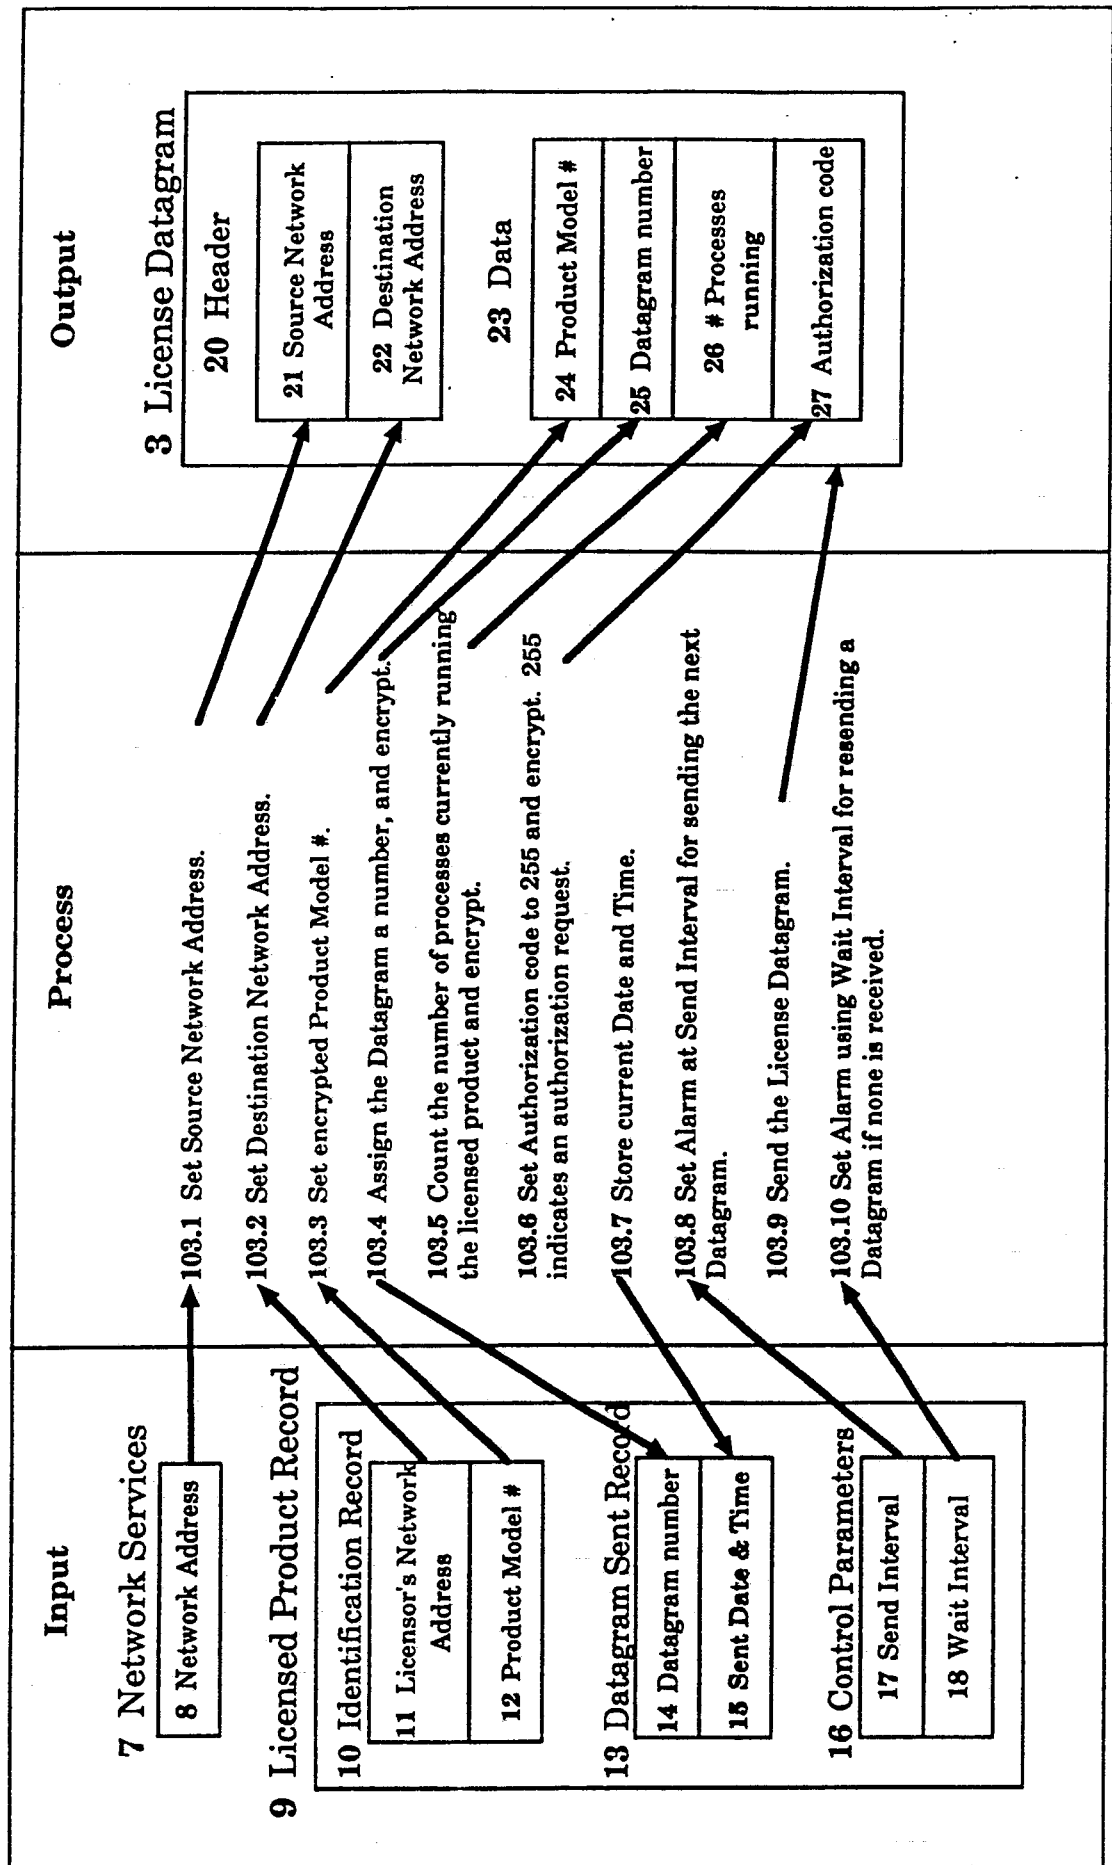 Input
7 Network Services
8 Network Address
9 Licensed Product Record
10 Identification Record
11 Licensor's Network
Address
12 Product Model #
13 Datagram Sent Record
14 Datagram number
15 Sent Date & Time
16 Control Parameters
17 Send Interval
18 Wait Interval
Process
103.1 Set Source Network Address.
103.2 Set Destination Network Address.
103.3 Set encrypted Product Model #.
103.4 Assign the Datagram a number, and encrypt.
103.5 Count the number of processes currently running
the licensed product and encrypt.
103.6 Set Authorization code to 255 and encrypt. 255
indicates an authorization request.
103.7 Store current Date and Time.
103.8 Set Alarm at Send Interval for sending the next
Datagram.
103.9 Send the License Datagram.
103.10 Set Alarm using Wait Interval for resending a
Datagram if none is received.
Output
3 License Datagram
20 Header
21 Source Network
Address
22 Destination
Network Address
23 Data
24 Product Model #
25 Datagram number
26 # Processes
running
27 Authorization code